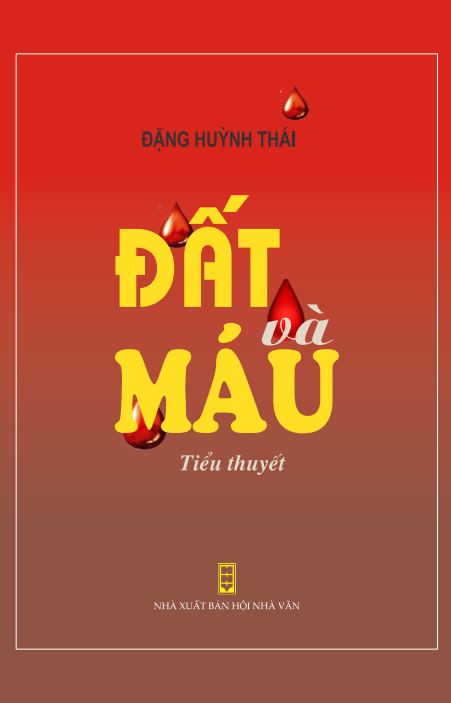 ĐẶNG HUỲNH THÁI
ĐẤT
và
MÁU
Tiểu thuyết
NHÀ XUẤT BẢN HỘI NHÀ VĂN